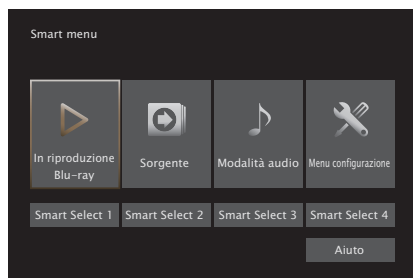 Smart menu
In riproduzione
Blu-ray
Sorgente
Modalità audio
Menu configurazione
Smart Select 1
Smart Select 2
Smart Select 3
Smart Select 4
Aiuto